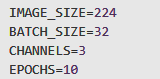 IMAGE_SIZE=224
BATCH_SIZE=32
CHANNELS=3
EPOCHS=10